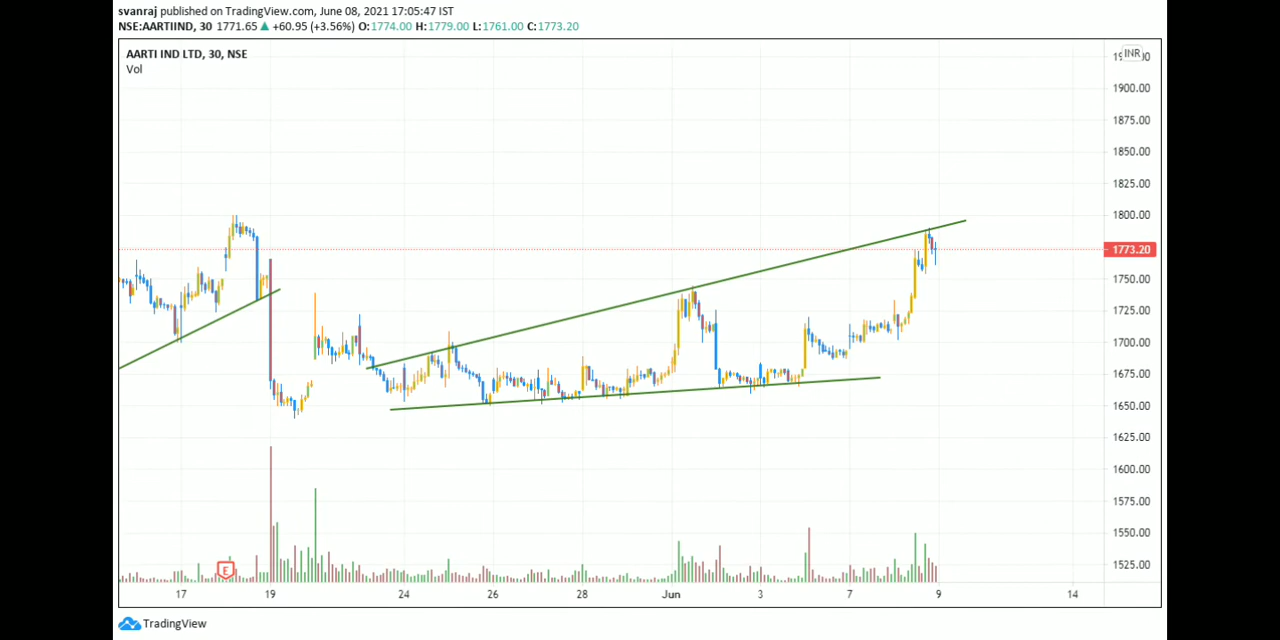 svanraj published on TradingView.com, June 08, 2021 17:05:47 IST
NSE:AARTIIND, 30 1771.65 ▲ +60.95 (+3.56%) O:1774.00 H:1779.00 L:1761.00 C:1773.20
AARTI IND LTD, 30, NSE
Vol
INR
1900.00
1875.00
1850.00
1825.00
1800.00
1773.20
1750.00
1725.00
1700.00
1675.00
1650.00
1625.00
1600.00
1575.00
1550.00
1525.00
E
17 19 24 26 28 Jun 3 7 9 14
TradingView